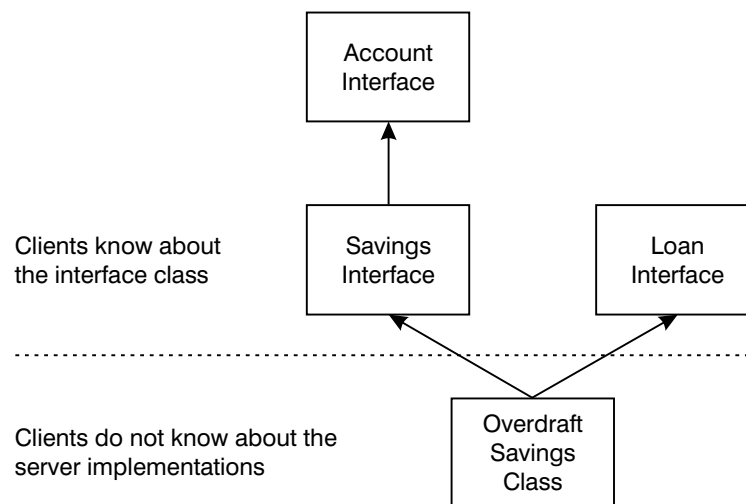 Account
Interface
Clients know about
the interface class
Savings
Interface
Loan
Interface
Clients do not know about the
server implementations
Overdraft
Savings
Class